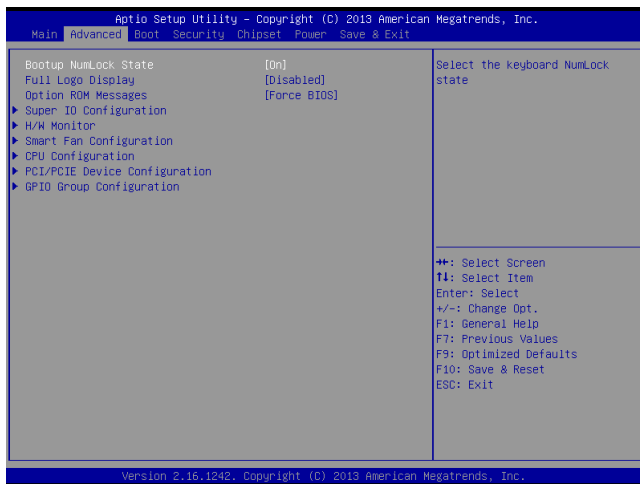 Aptio Setup Utility – Copyright (C) 2013 American Megatrends, Inc.
Main Advanced Boot Security Chipset Power Save & Exit
Bootup NumLock State [On]
Full Logo Display [Disabled]
Option ROM Messages [Force BIOS]
▶ Super IO Configuration
▶ H/W Monitor
▶ Smart Fan Configuration
▶ CPU Configuration
▶ PCI/PCIE Device Configuration
▶ GPIO Group Configuration
Select the keyboard NumLock
state
→←: Select Screen
↑↓: Select Item
Enter: Select
+/-: Change Opt.
F1: General Help
F7: Previous Values
F9: Optimized Defaults
F10: Save & Reset
ESC: Exit
Version 2.16.1242. Copyright (C) 2013 American Megatrends, Inc.